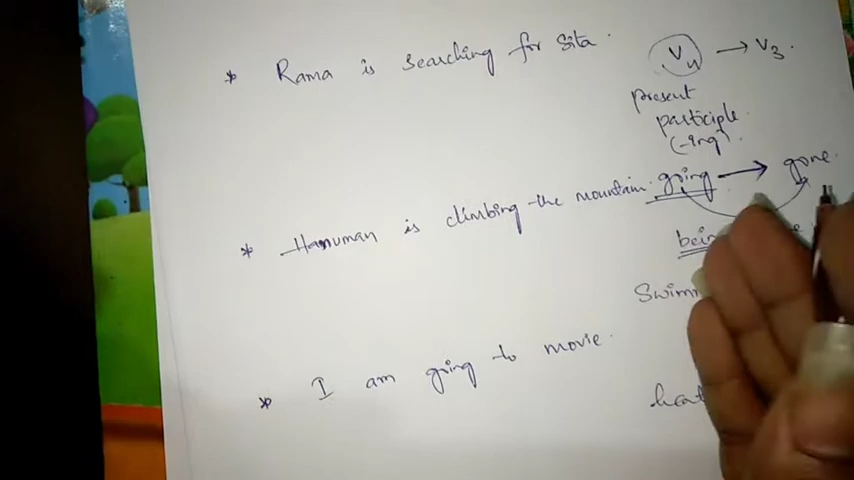 * Rama is searching for Sita.
V4 → V3.
present
participle
(-ing).
going → gone.
* Hanuman is climbing the mountain.
being
* I am going to movie.